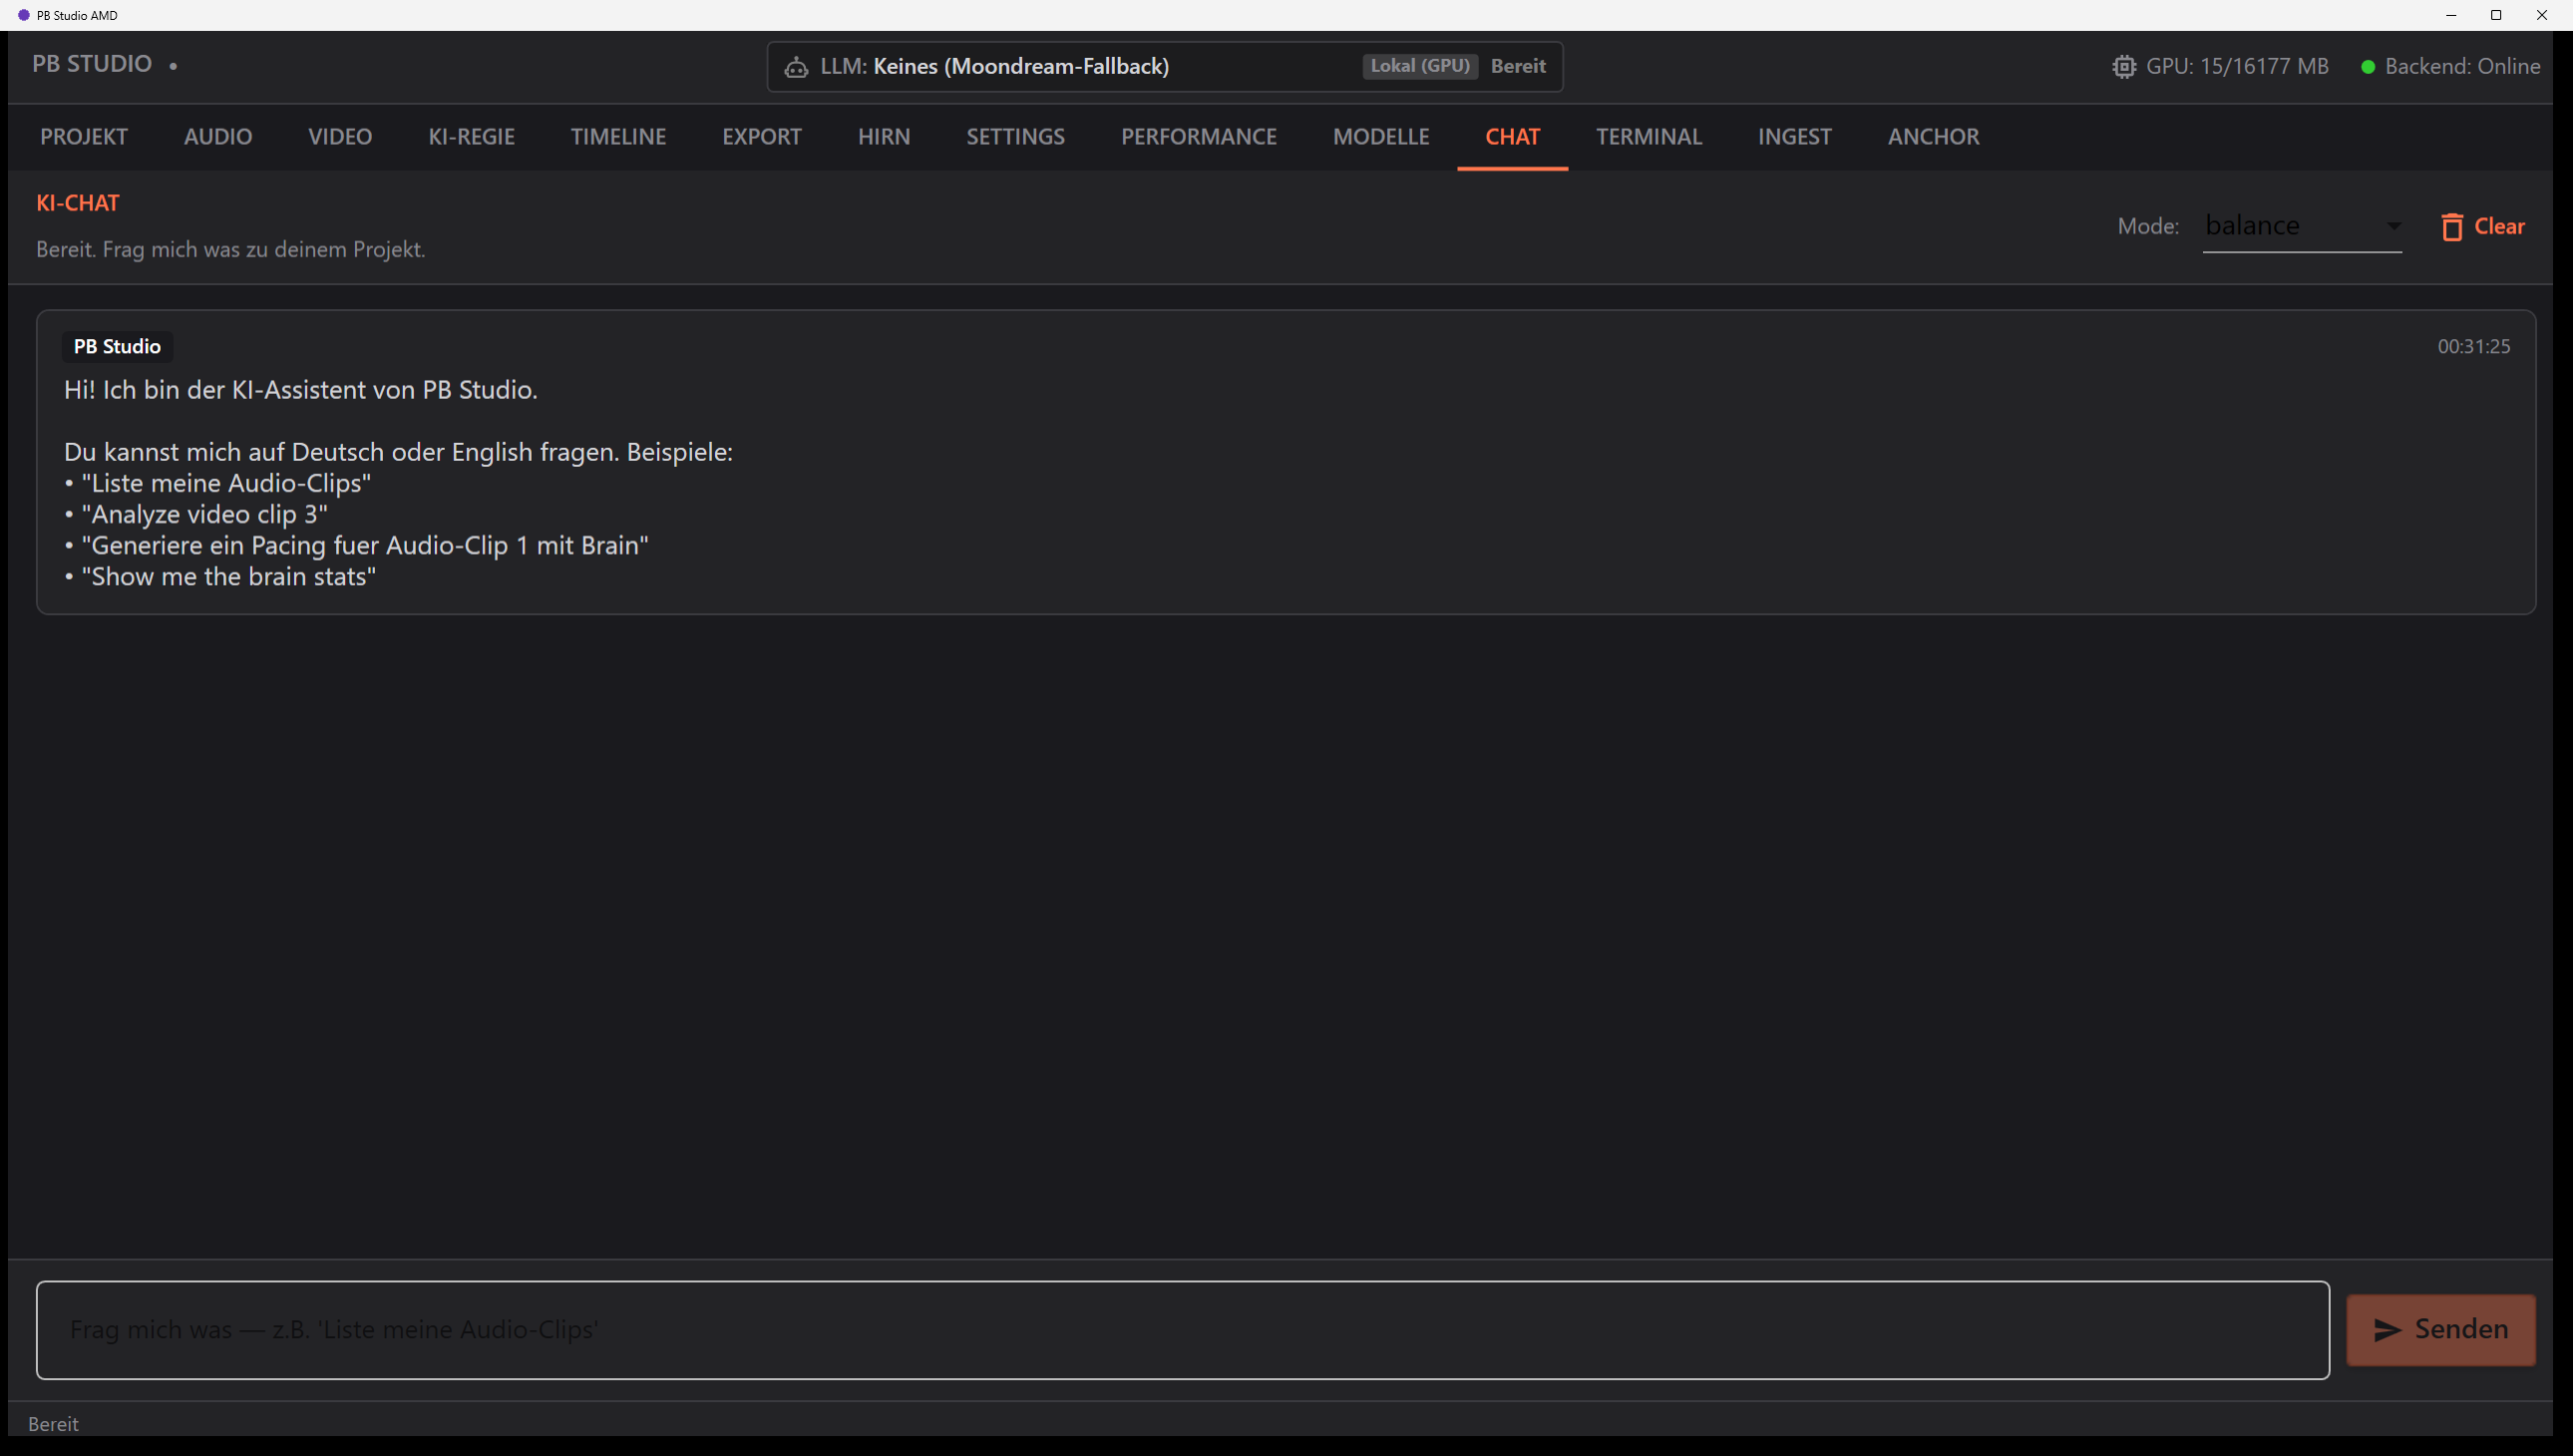 PB Studio AMD
PB STUDIO •
LLM: Keines (Moondream-Fallback) Lokal (GPU) Bereit
GPU: 15/16177 MB Backend: Online
PROJEKT AUDIO VIDEO KI-REGIE TIMELINE EXPORT HIRN SETTINGS PERFORMANCE MODELLE CHAT TERMINAL INGEST ANCHOR
KI-CHAT
Bereit. Frag mich was zu deinem Projekt.
Mode: balance Clear
PB Studio 00:31:25
Hi! Ich bin der KI-Assistent von PB Studio.
Du kannst mich auf Deutsch oder English fragen. Beispiele:
• "Liste meine Audio-Clips"
• "Analyze video clip 3"
• "Generiere ein Pacing fuer Audio-Clip 1 mit Brain"
• "Show me the brain stats"
Frag mich was — z.B. 'Liste meine Audio-Clips'
Senden
Bereit